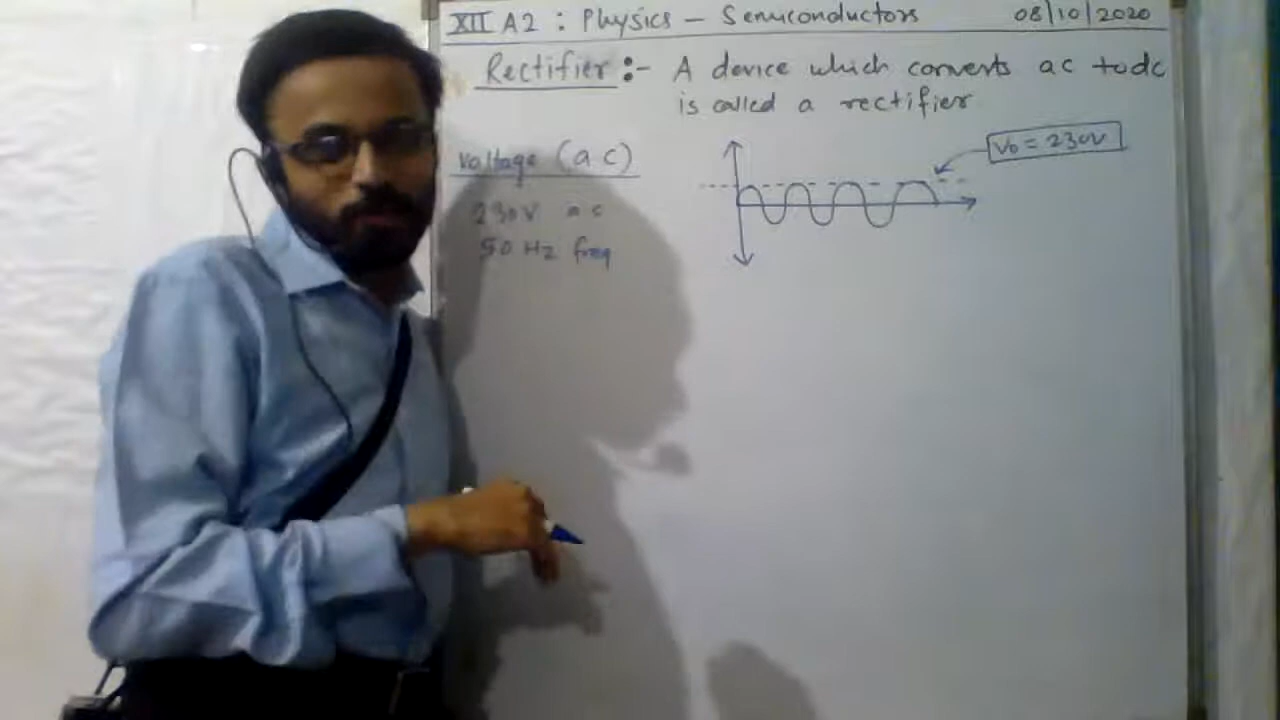 XII A2 : Physics - Semiconductors 08/10/2020
Rectifier :- A device which converts ac to dc
is called a rectifier
Voltage (ac)
V0 = 230V
230V ac
50 Hz freq